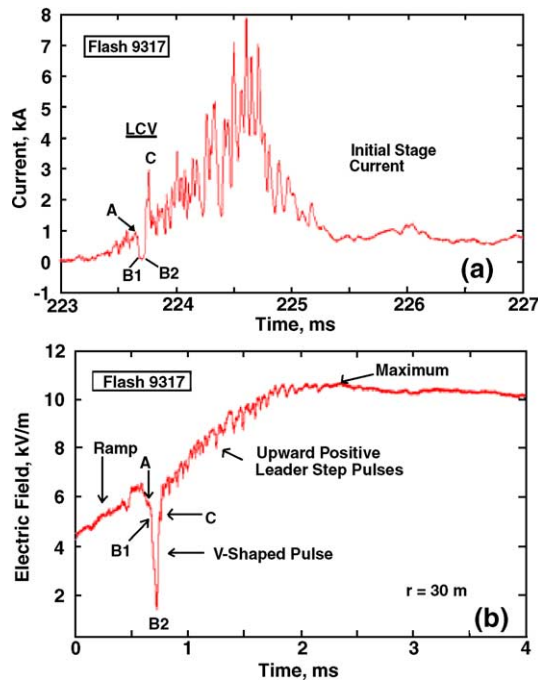 8
7
6
5
4
3
2
1
0
-1
Current, kA
Flash 9317
LCV
C
A
B1 B2
Initial Stage
Current
(a)
223 224 225 226 227
Time, ms
12
10
8
6
4
2
Electric Field, kV/m
Flash 9317
Maximum
Ramp
A
Upward Positive
Leader Step Pulses
B1
C
V-Shaped Pulse
B2
r = 30 m
(b)
0 1 2 3 4
Time, ms